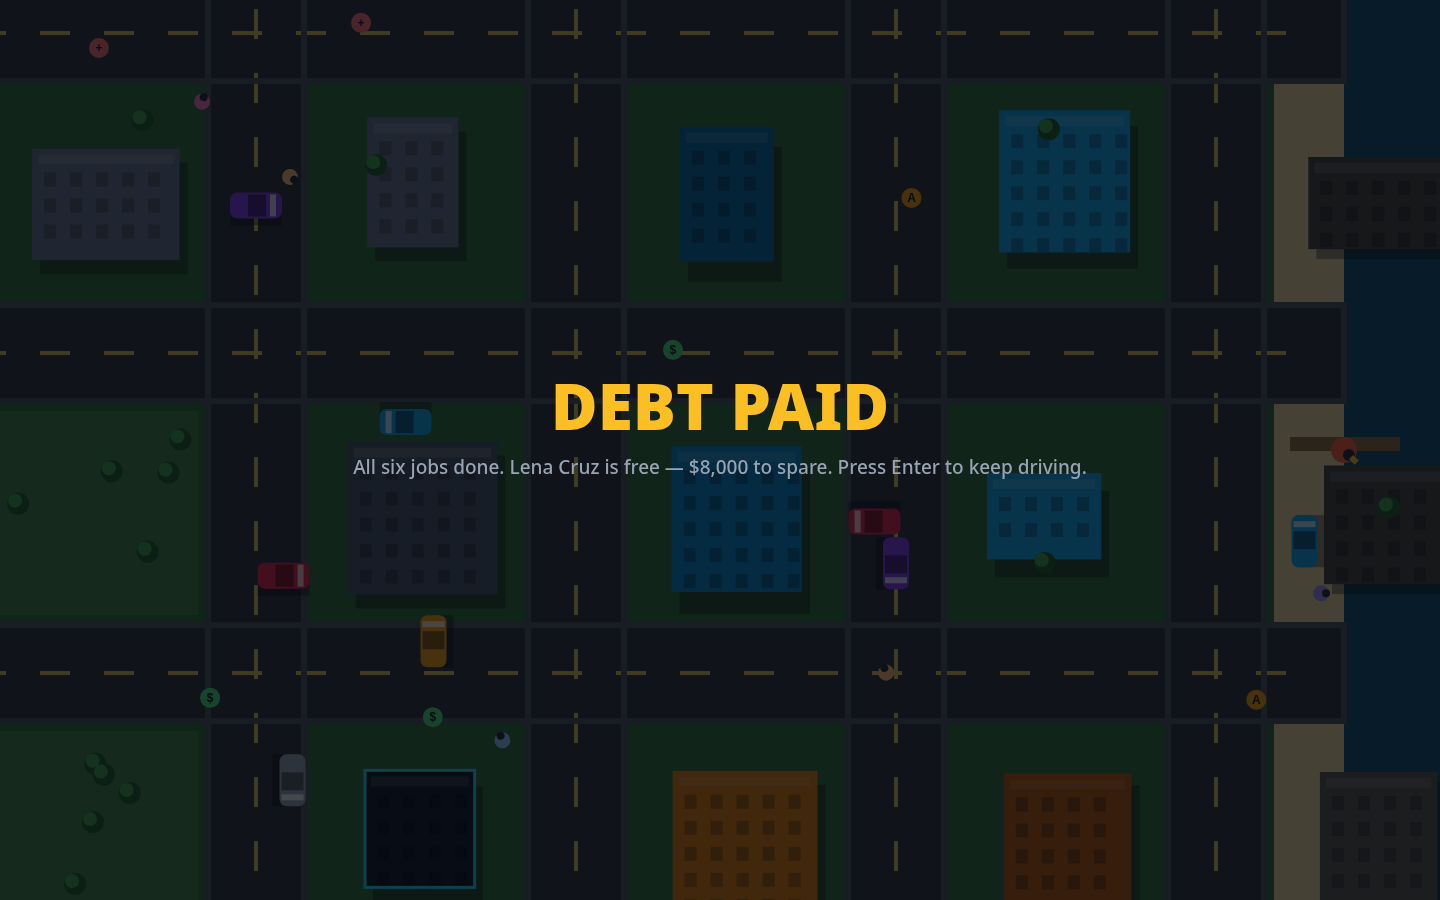 +
+
A
$
DEBT PAID
All six jobs done. Lena Cruz is free — $8,000 to spare. Press Enter to keep driving.
$
$
A